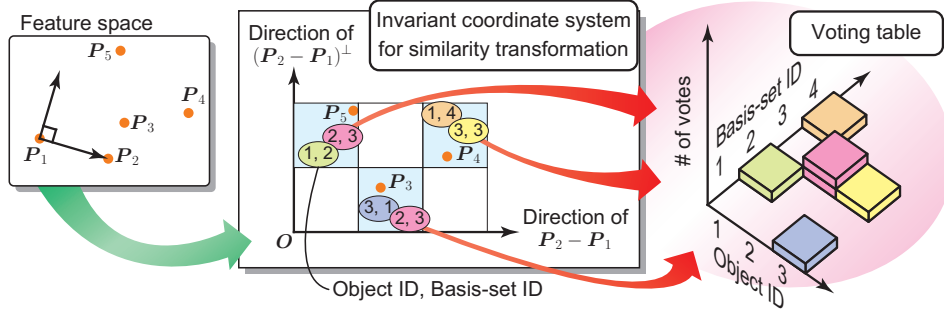 Feature space
P₅
P₄
P₃
P₁
P₂
Direction of
(P₂ − P₁)⊥
Invariant coordinate system
for similarity transformation
P₅
2, 3
1, 2
1, 4
3, 3
P₄
P₃
3, 1
2, 3
O
Direction of
P₂ − P₁
Object ID, Basis-set ID
Voting table
# of votes
Basis-set ID
1
2
3
4
1
2
3
Object ID